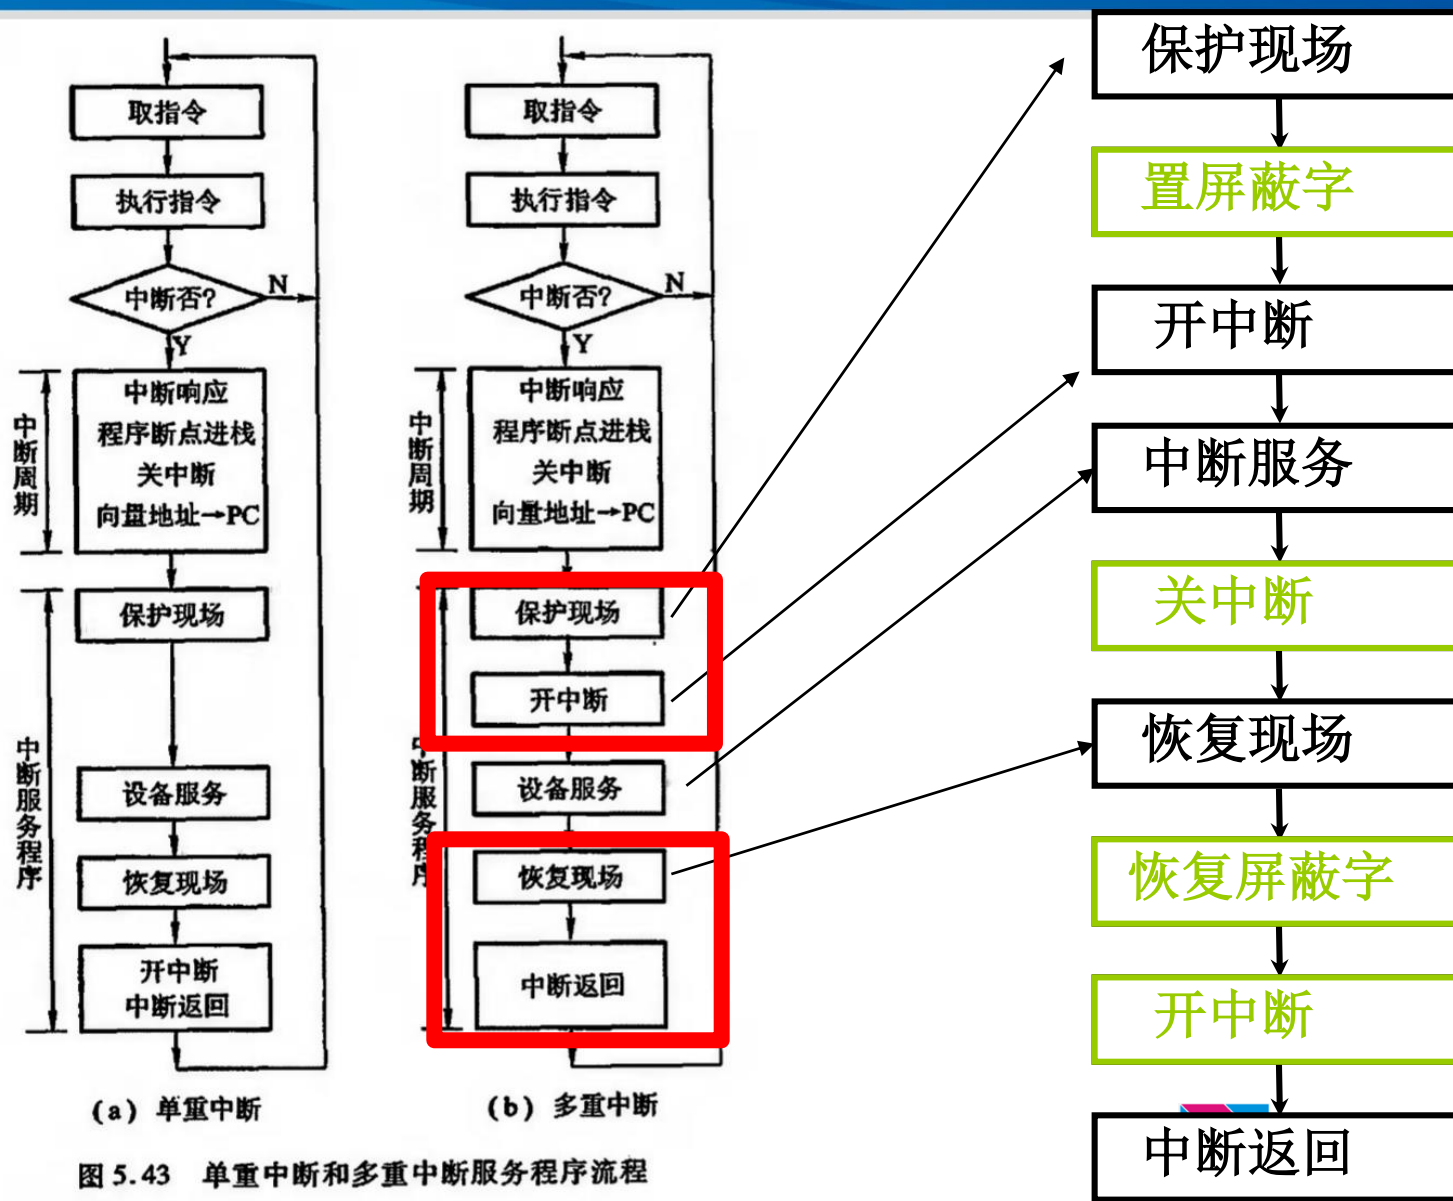 取指令
执行指令
中断否?
N
Y
中断响应
程序断点进栈
关中断
向量地址→PC
中断周期
保护现场
设备服务
恢复现场
开中断
中断返回
中断服务程序
(a) 单重中断
取指令
执行指令
中断否?
N
Y
中断响应
程序断点进栈
关中断
向量地址→PC
中断周期
保护现场
开中断
设备服务
恢复现场
中断返回
中断服务程序
(b) 多重中断
图 5.43 单重中断和多重中断服务程序流程
保护现场
置屏蔽字
开中断
中断服务
关中断
恢复现场
恢复屏蔽字
开中断
中断返回